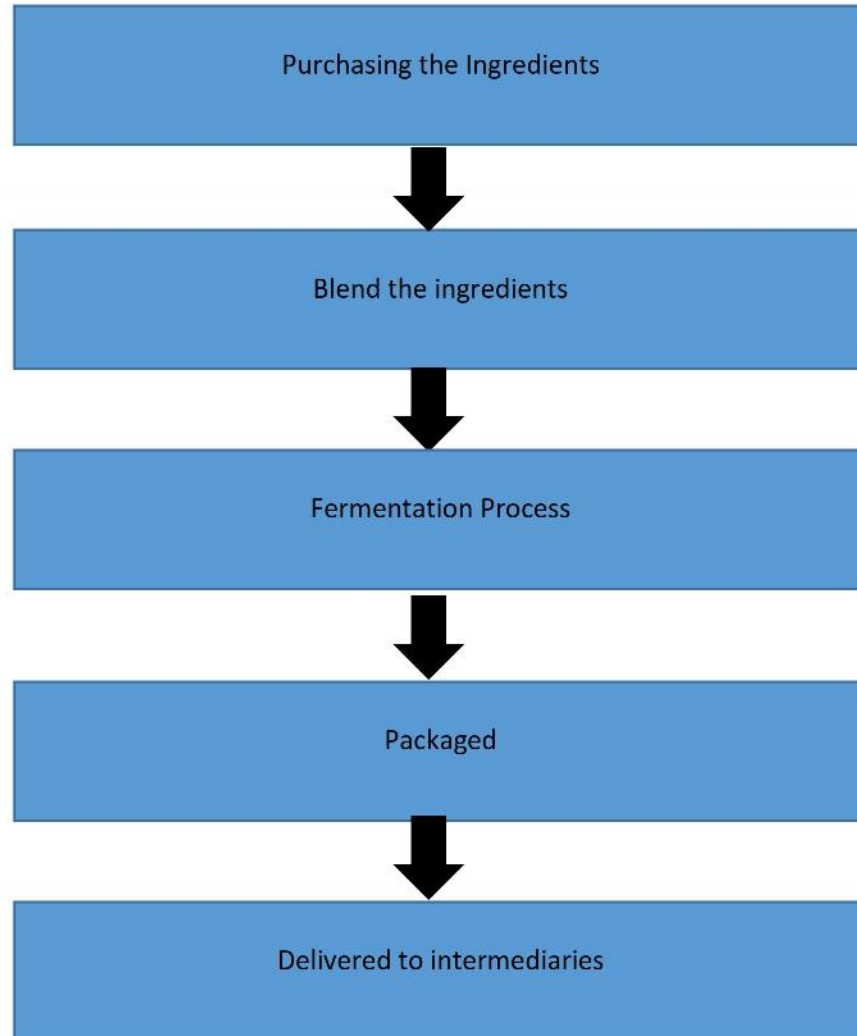 Purchasing the Ingredients
Blend the ingredients
Fermentation Process
Packaged
Delivered to intermediaries